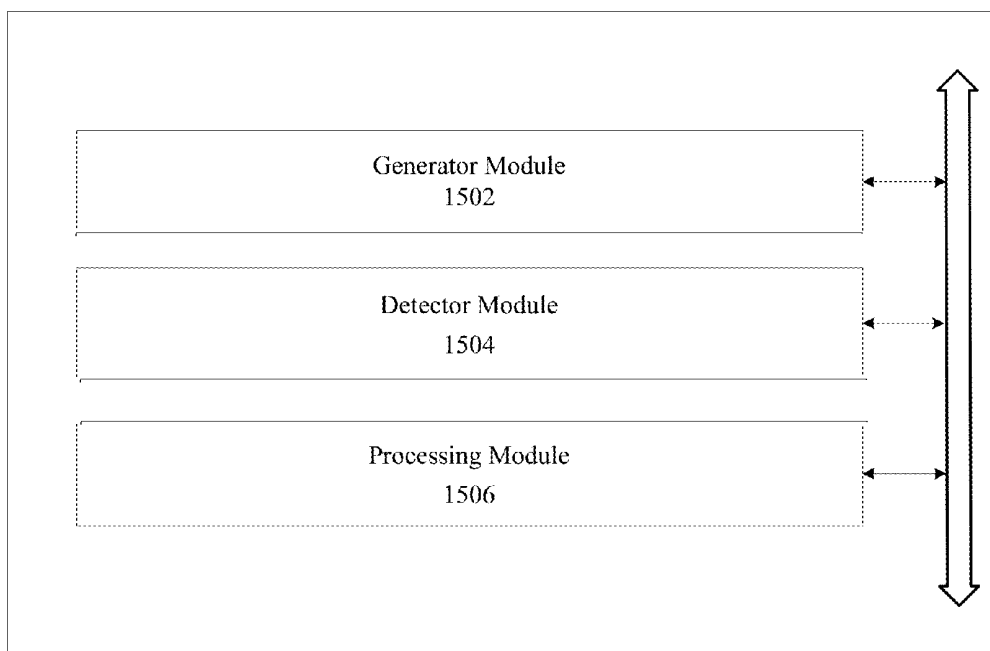 Generator Module
1502
Detector Module
1504
Processing Module
1506